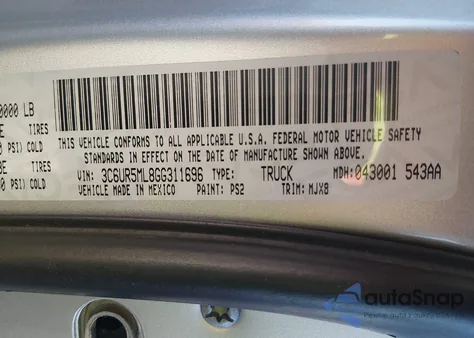 0000 LB
E TIRES
0 PSI) COLD
E TIRES
0 PSI) COLD
THIS VEHICLE CONFORMS TO ALL APPLICABLE U.S.A. FEDERAL MOTOR VEHICLE SAFETY
STANDARDS IN EFFECT ON THE DATE OF MANUFACTURE SHOWN ABOVE.
VIN: 3C6UR5ML8GG311696 TYPE: TRUCK MDH: 043001 543AA
MADE IN MEXICO PAINT: PS2 TRIM: MJX8
autoSnap